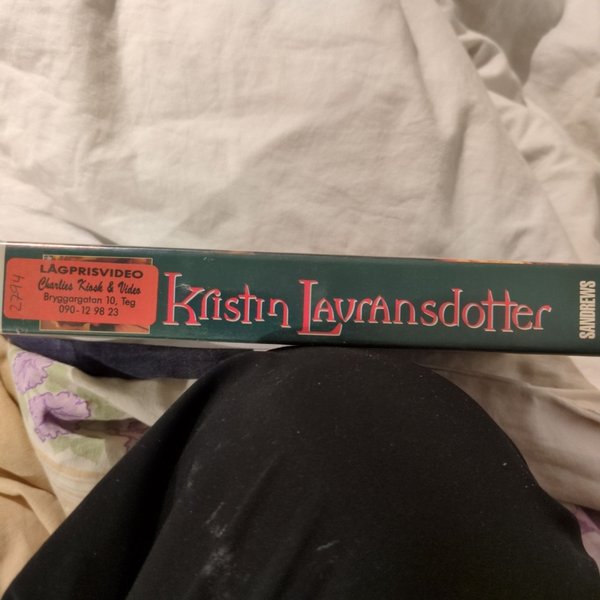 2794
LÅGPRISVIDEO
Charlies Kiosk & Video
Bryggargatan 10, Teg
090-12 98 23
Kristin Lavransdotter
SANDREWS